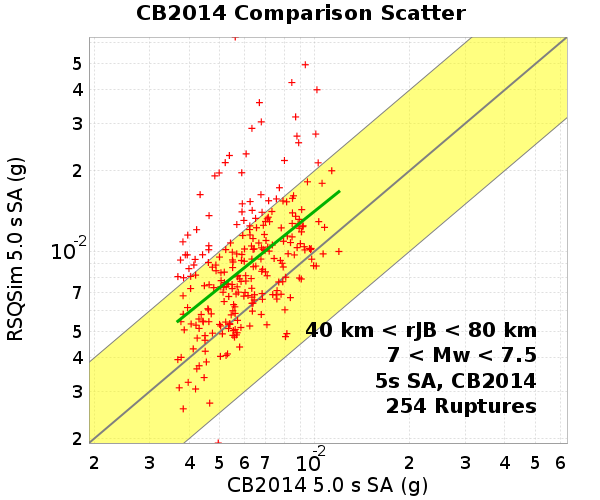 CB2014 Comparison Scatter
RSQSim 5.0 s SA (g)
5
4
3
2
10-2
7
5
4
3
2
40 km < rJB < 80 km
7 < Mw < 7.5
5s SA, CB2014
254 Ruptures
2 3 4 5 6 7 10-2 2 3 4 5 6
CB2014 5.0 s SA (g)